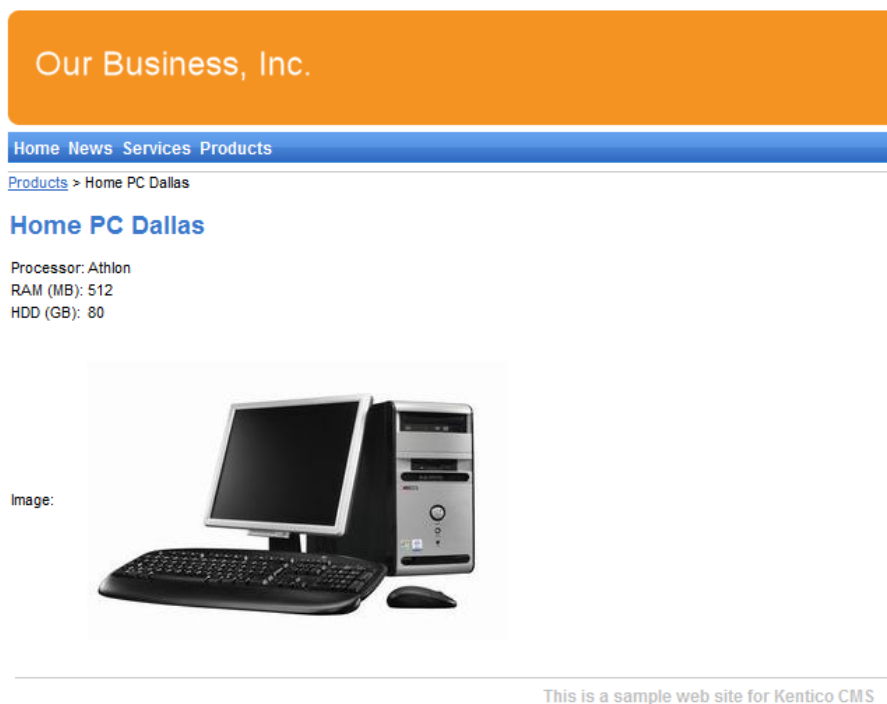 Our Business, Inc.
Home News Services Products
Products > Home PC Dallas
Home PC Dallas
Processor: Athlon
RAM (MB): 512
HDD (GB): 80
Image:
This is a sample web site for Kentico CMS